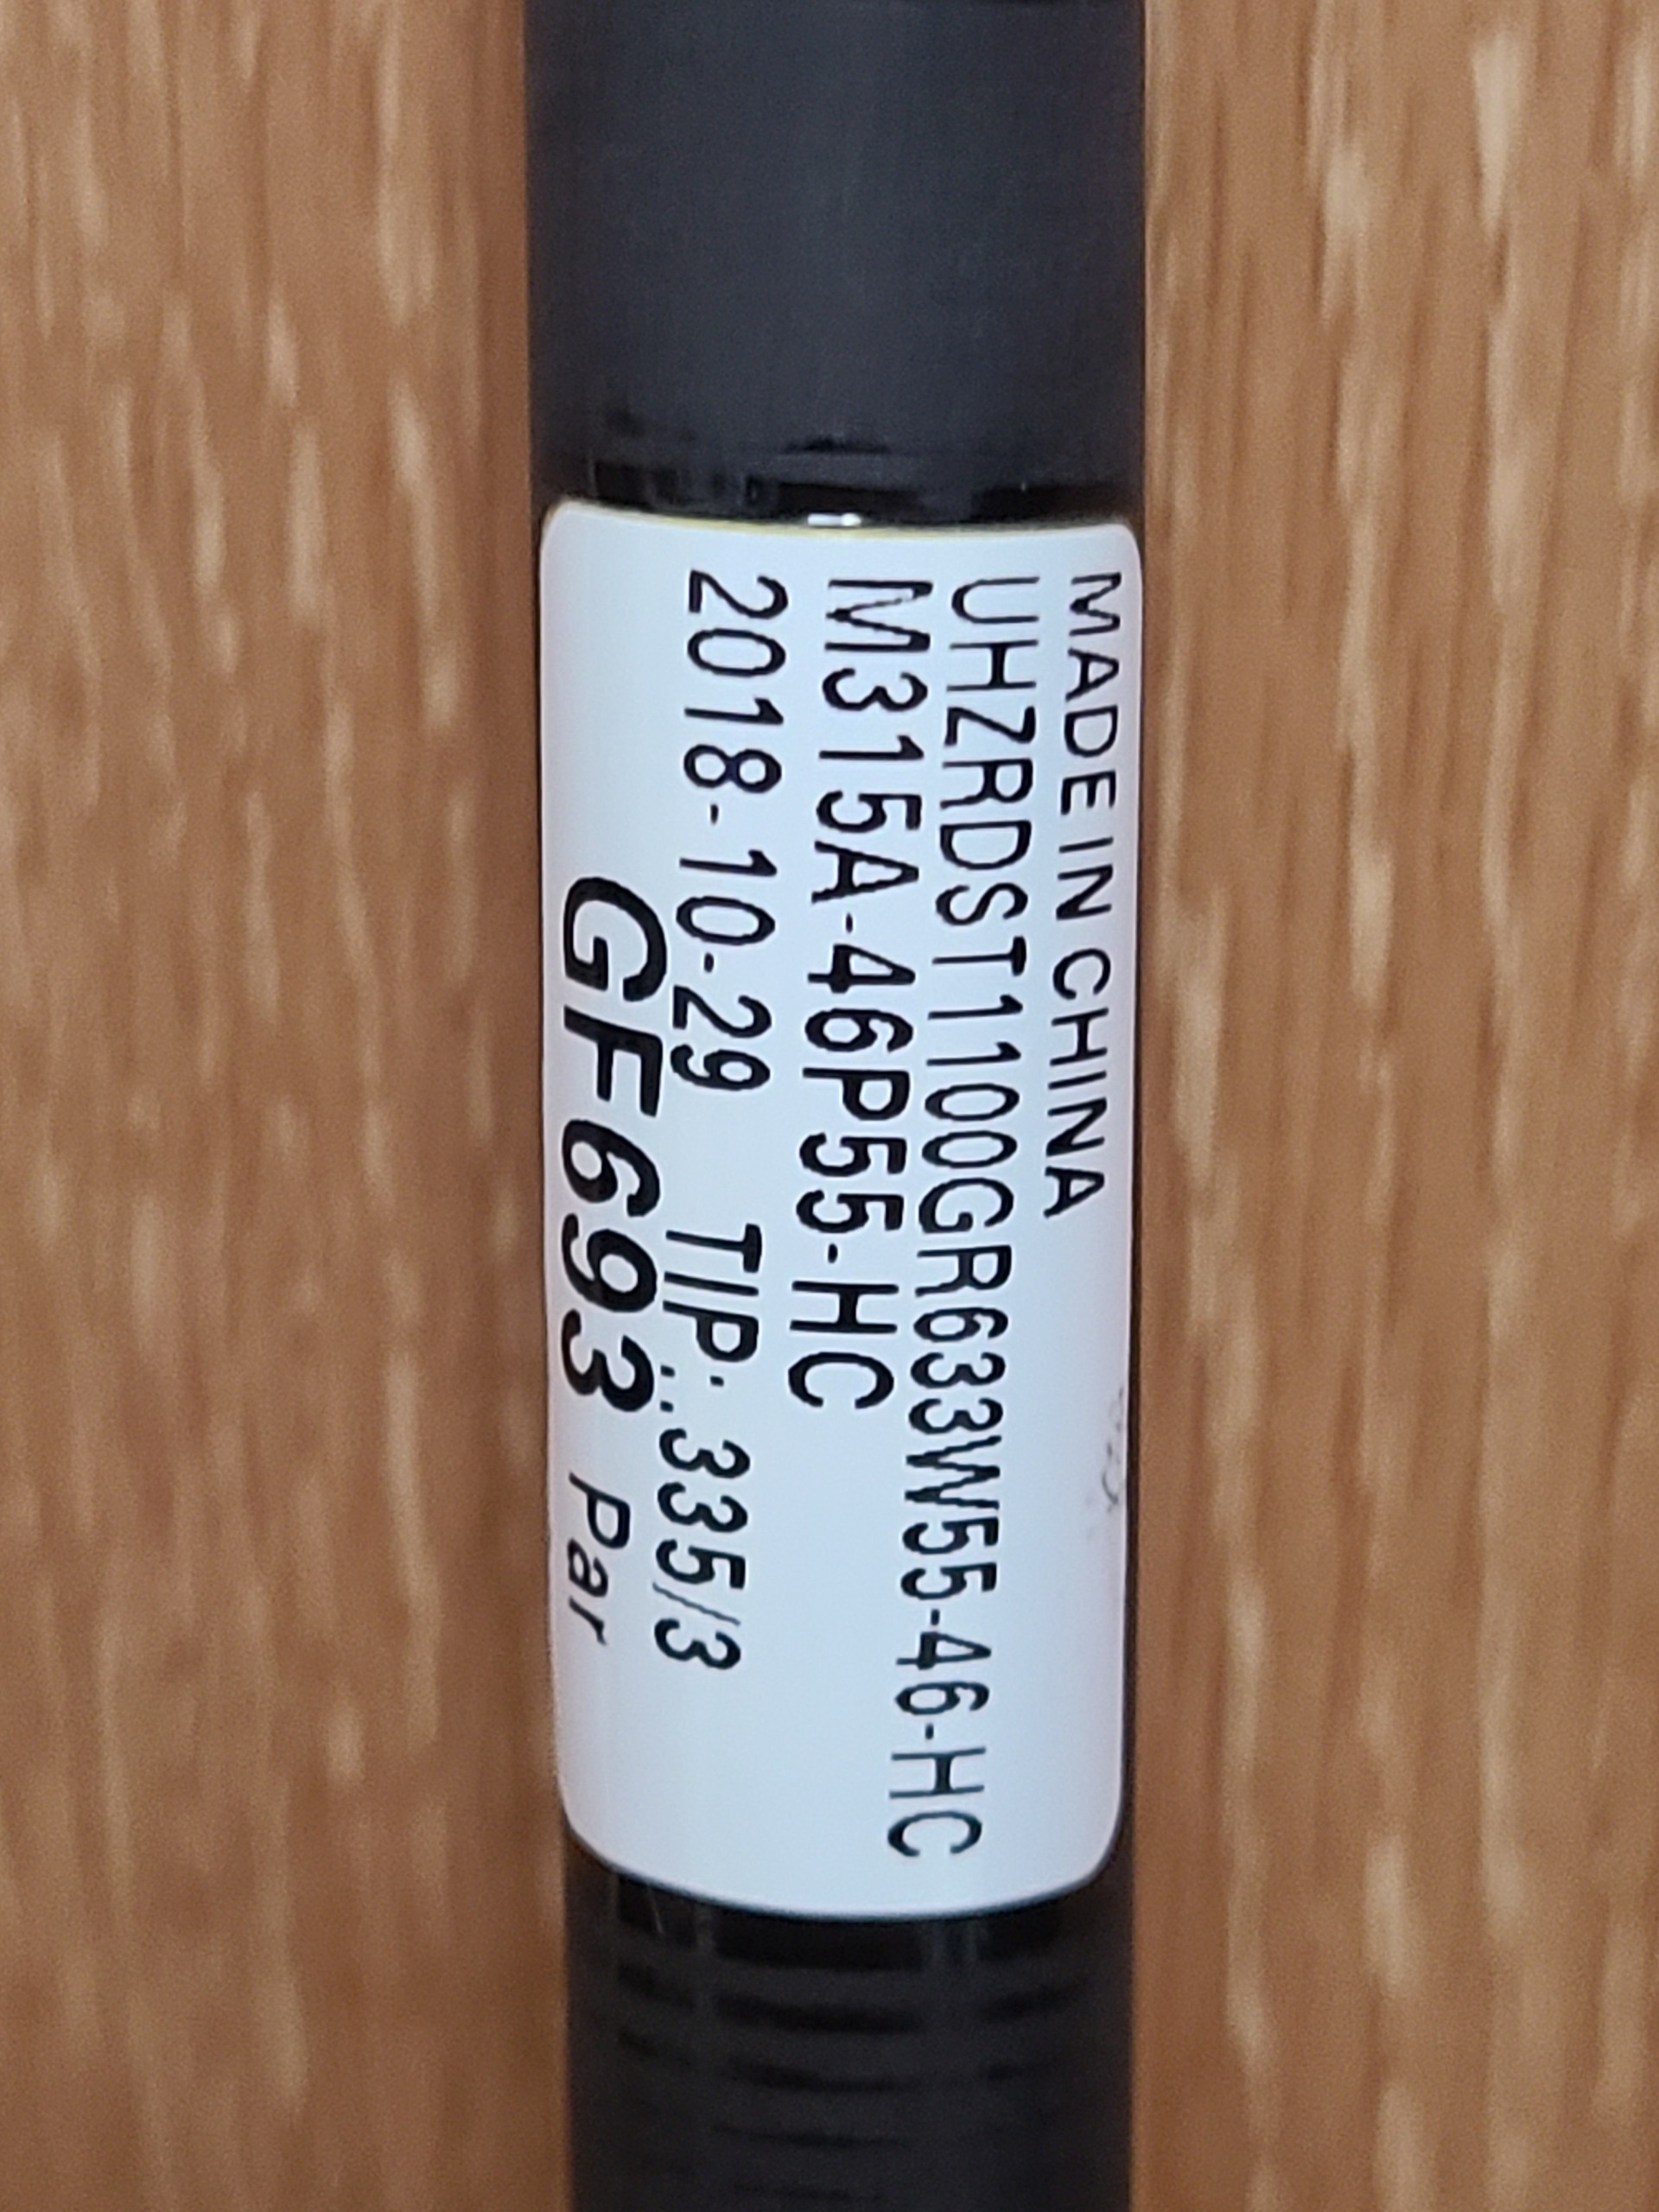 MADE IN CHINA
UHZRDST1100GR633W55-46-HC
M315A-46P55-HC
2018-10-29 TIP:.335/3
GF693 Par